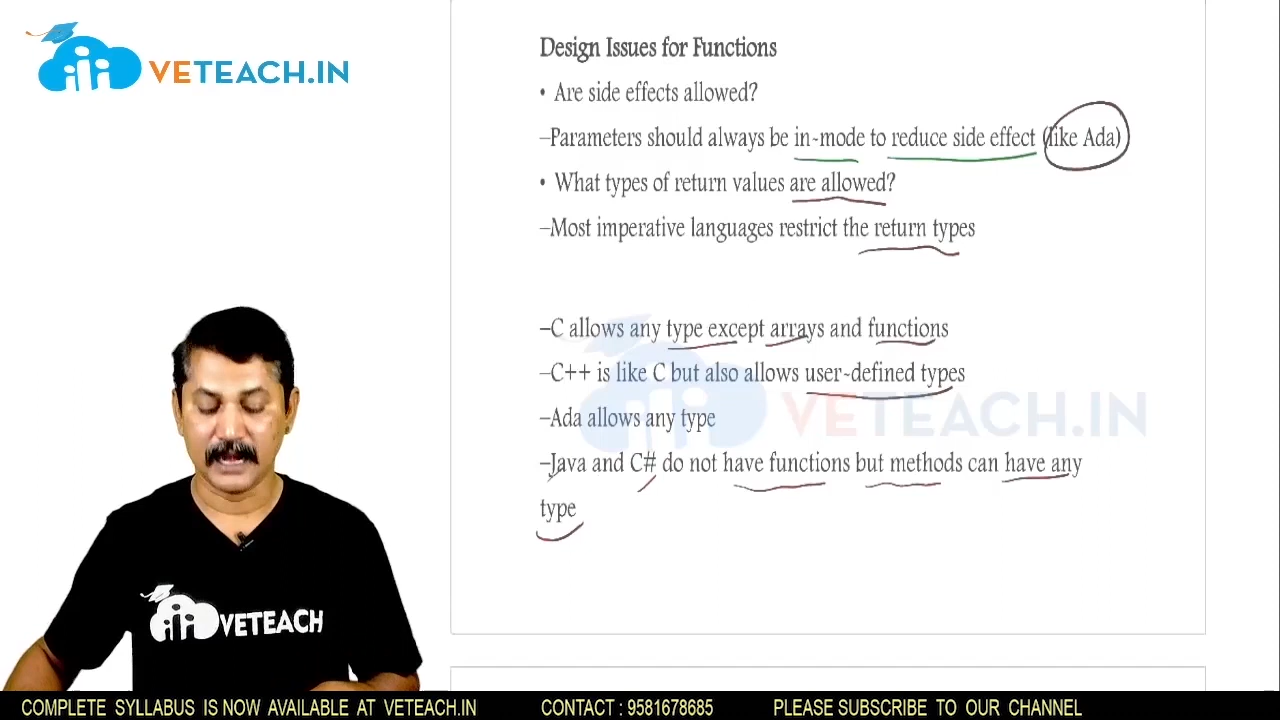 VETEACH.IN
Design Issues for Functions
• Are side effects allowed?
–Parameters should always be in-mode to reduce side effect (like Ada)
• What types of return values are allowed?
–Most imperative languages restrict the return types
–C allows any type except arrays and functions
–C++ is like C but also allows user-defined types
VETEACH.IN
–Ada allows any type
–Java and C# do not have functions but methods can have any
type
VETEACH
COMPLETE SYLLABUS IS NOW AVAILABLE AT VETEACH.IN CONTACT : 9581678685 PLEASE SUBSCRIBE TO OUR CHANNEL